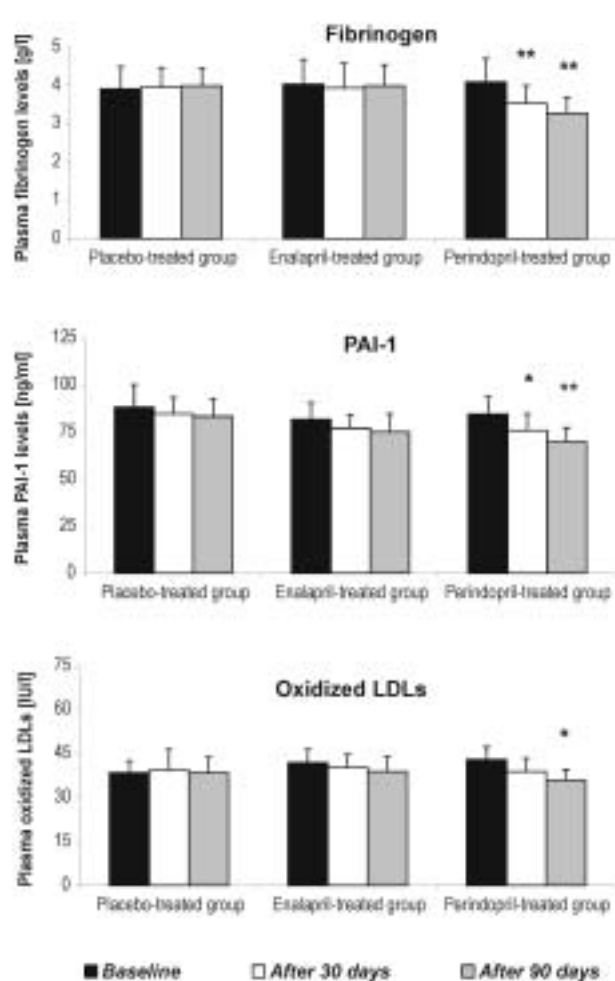 Fibrinogen
Plasma fibrinogen levels [g/l]
5
4
3
2
1
0
** **
Placebo-treated group Enalapril-treated group Perindopril-treated group
PAI-1
Plasma PAI-1 levels [ng/ml]
125
100
75
50
25
0
* **
Placebo-treated group Enalapril-treated group Perindopril-treated group
Oxidized LDLs
Plasma oxidized LDLs [IU/l]
75
60
45
30
15
0
*
Placebo-treated group Enalapril-treated group Perindopril-treated group
Baseline After 30 days After 90 days